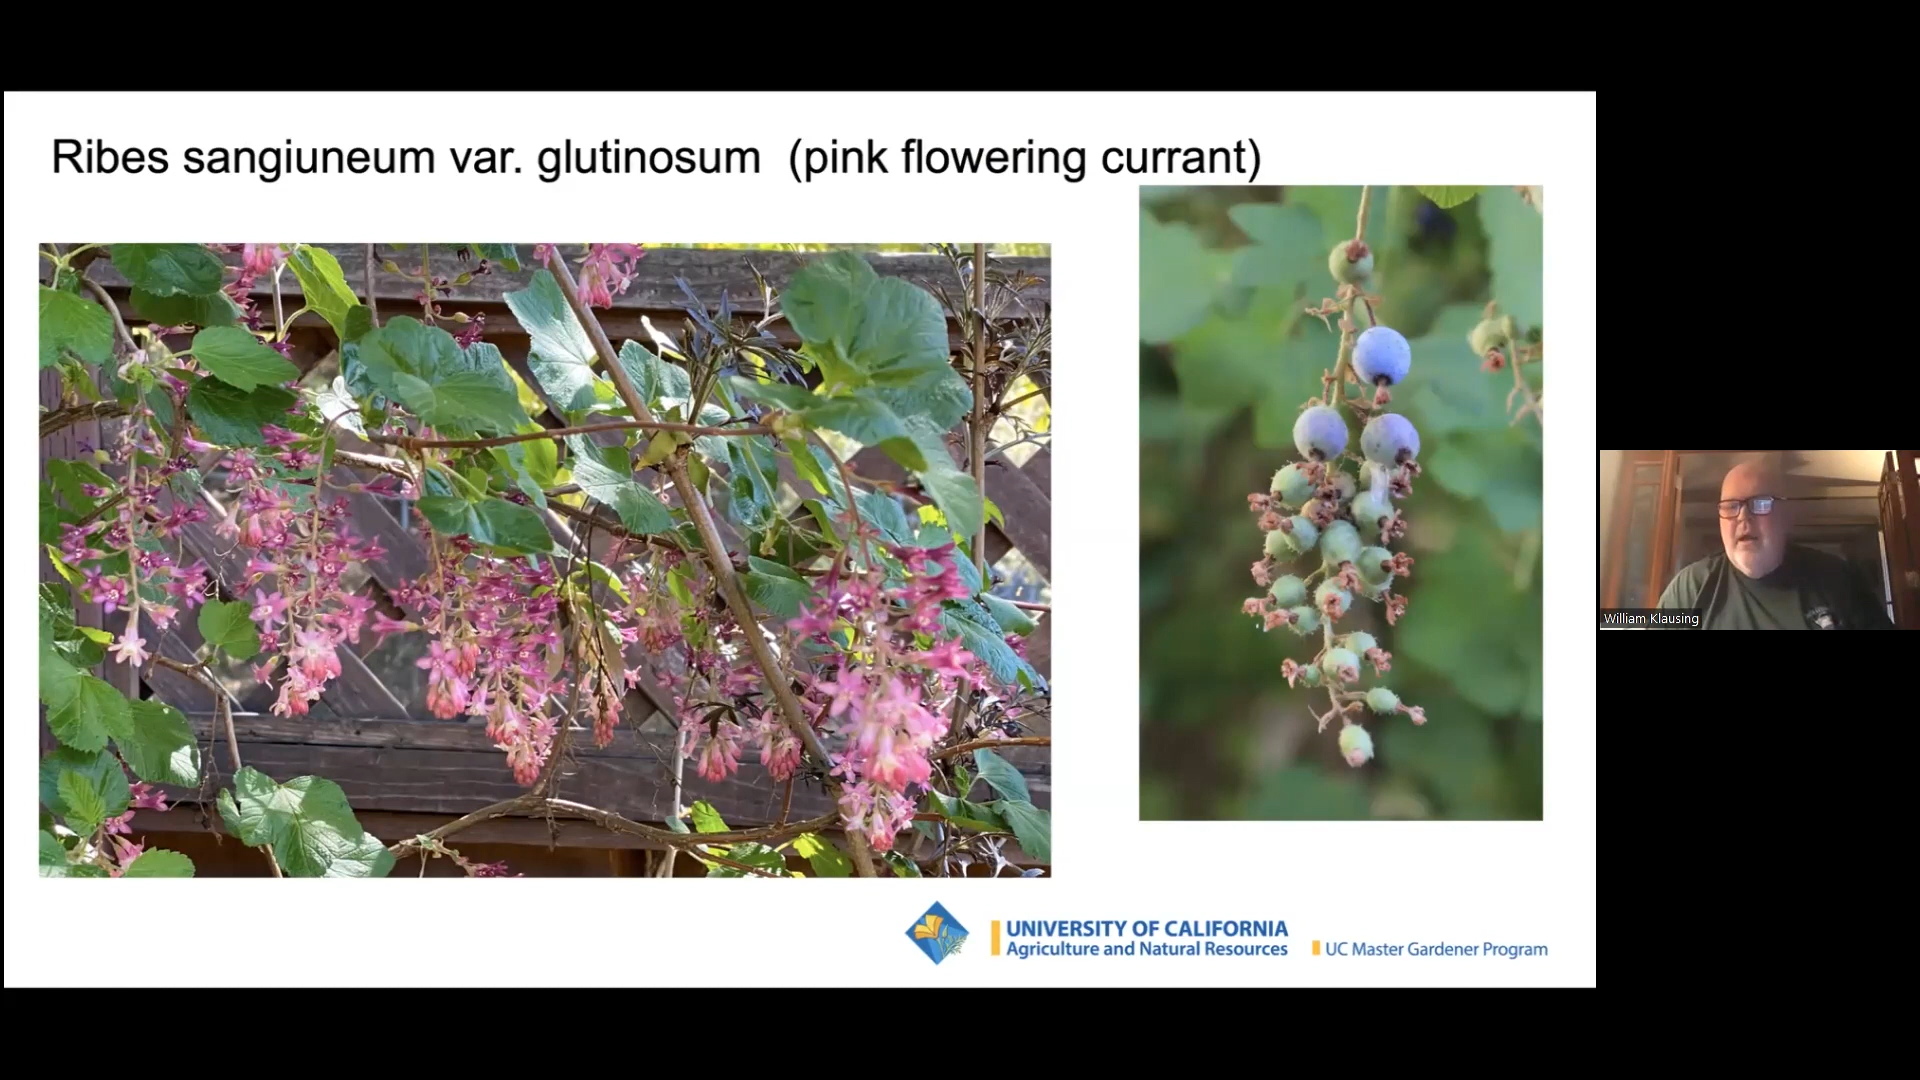 Ribes sangiuneum var. glutinosum (pink flowering currant)
UNIVERSITY OF CALIFORNIA
Agriculture and Natural Resources
UC Master Gardener Program
William Klausing